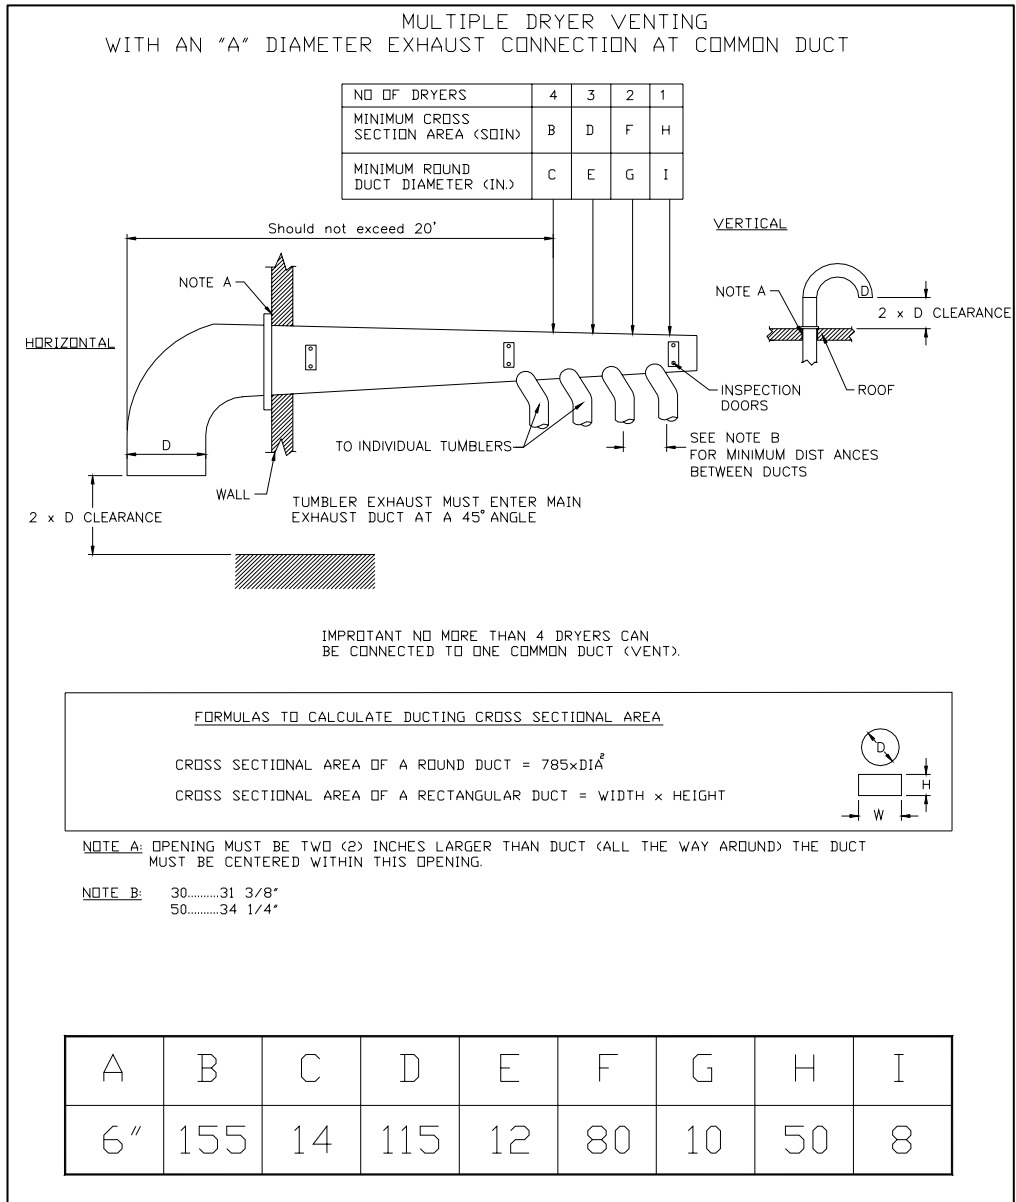 MULTIPLE DRYER VENTING
WITH AN "A" DIAMETER EXHAUST CONNECTION AT COMMON DUCT
NO OF DRYERS 4 3 2 1
MINIMUM CROSS
SECTION AREA (SOIN) B D F H
MINIMUM ROUND
DUCT DIAMETER (IN.) C E G I
Should not exceed 20'
VERTICAL
NOTE A
NOTE A
D
2 x D CLEARANCE
HORIZONTAL
ROOF
INSPECTION
DOORS
D
TO INDIVIDUAL TUMBLERS
SEE NOTE B
FOR MINIMUM DIST ANCES
BETWEEN DUCTS
WALL
TUMBLER EXHAUST MUST ENTER MAIN
EXHAUST DUCT AT A 45° ANGLE
2 x D CLEARANCE
IMPROTANT NO MORE THAN 4 DRYERS CAN
BE CONNECTED TO ONE COMMON DUCT (VENT).
FORMULAS TO CALCULATE DUCTING CROSS SECTIONAL AREA
CROSS SECTIONAL AREA OF A ROUND DUCT = 785xDIA²
CROSS SECTIONAL AREA OF A RECTANGULAR DUCT = WIDTH x HEIGHT
D
H
W
NOTE A: OPENING MUST BE TWO (2) INCHES LARGER THAN DUCT (ALL THE WAY AROUND) THE DUCT
MUST BE CENTERED WITHIN THIS OPENING.
NOTE B: 30..........31 3/8"
50..........34 1/4"
A B C D E F G H I
6" 155 14 115 12 80 10 50 8